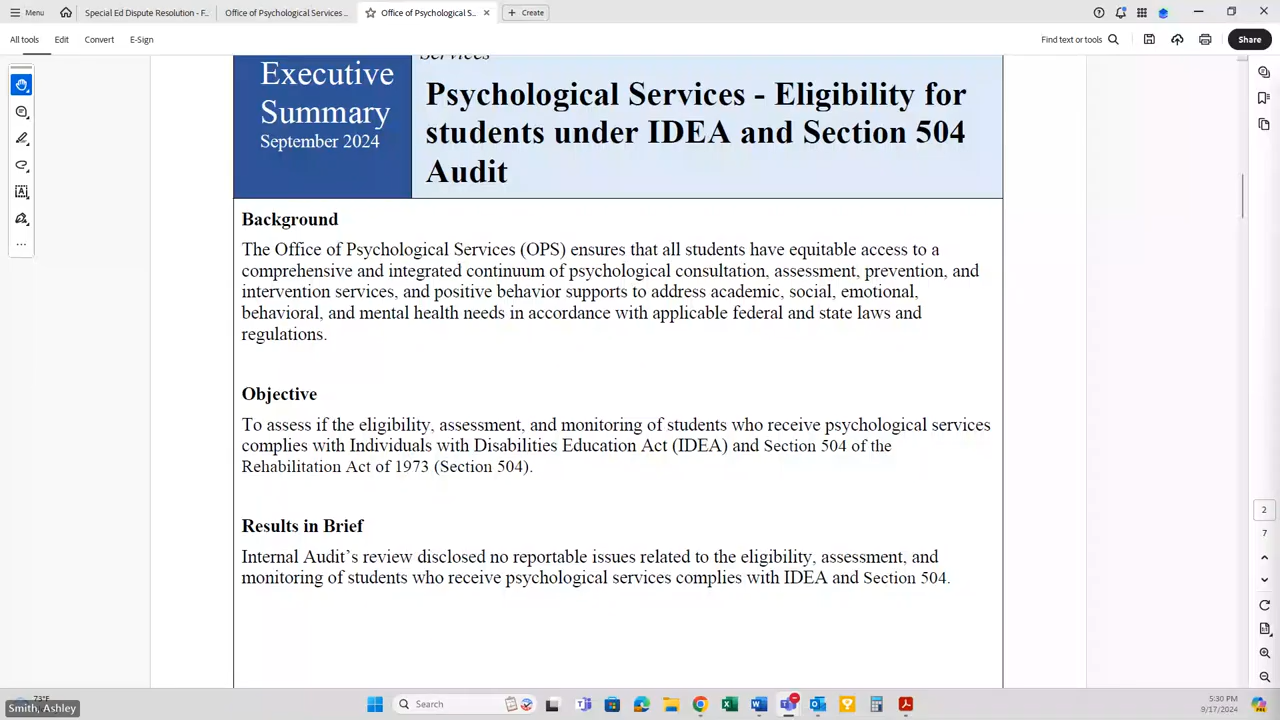 Menu
Special Ed Dispute Resolution - F...
Office of Psychological Services ...
Office of Psychological S...
Create
All tools
Edit
Convert
E-Sign
Find text or tools
Share
Executive
Summary
September 2024
Services
Psychological Services - Eligibility for
students under IDEA and Section 504
Audit
Background
The Office of Psychological Services (OPS) ensures that all students have equitable access to a
comprehensive and integrated continuum of psychological consultation, assessment, prevention, and
intervention services, and positive behavior supports to address academic, social, emotional,
behavioral, and mental health needs in accordance with applicable federal and state laws and
regulations.
Objective
To assess if the eligibility, assessment, and monitoring of students who receive psychological services
complies with Individuals with Disabilities Education Act (IDEA) and Section 504 of the
Rehabilitation Act of 1973 (Section 504).
Results in Brief
Internal Audit's review disclosed no reportable issues related to the eligibility, assessment, and
monitoring of students who receive psychological services complies with IDEA and Section 504.
2
7
73°F
Smith, Ashley
Search
5:30 PM
9/17/2024